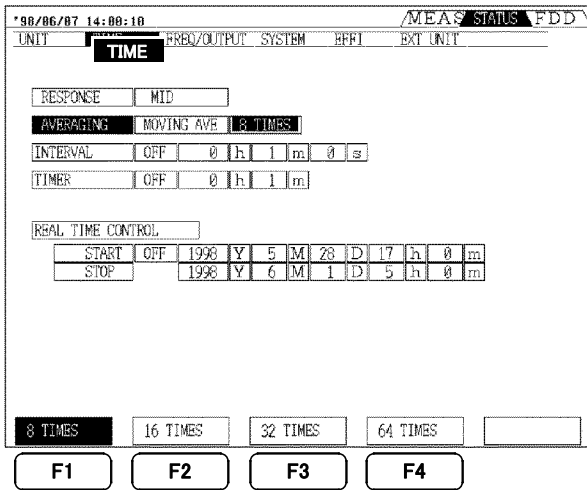 '98/06/07 14:00:10 MEAS STATUS FDD
UNIT TIME FREQ/OUTPUT SYSTEM EFFI EXT UNIT
RESPONSE MID
AVERAGING MOVING AVE 8 TIMES
INTERVAL OFF 0 h 1 m 0 s
TIMER OFF 0 h 1 m
REAL TIME CONTROL
START OFF 1998 Y 5 M 28 D 17 h 0 m
STOP 1998 Y 6 M 1 D 5 h 0 m
8 TIMES 16 TIMES 32 TIMES 64 TIMES
F1 F2 F3 F4